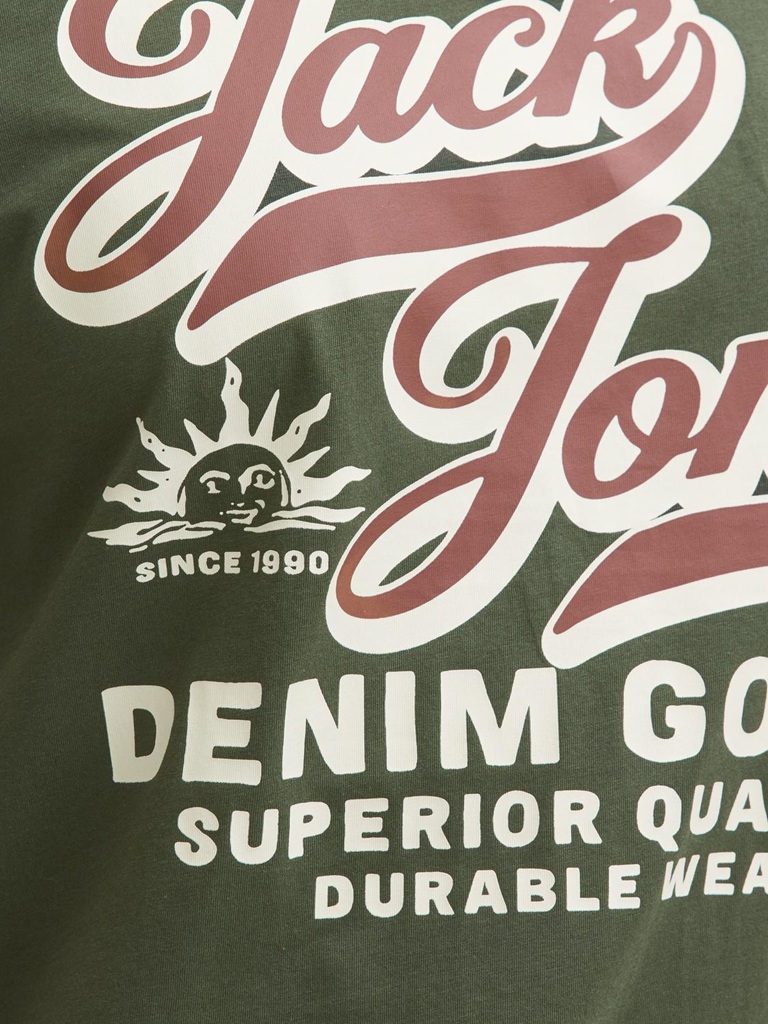 Jack
Jon
SINCE 1990
DENIM GO
SUPERIOR QUA
DURABLE WEA